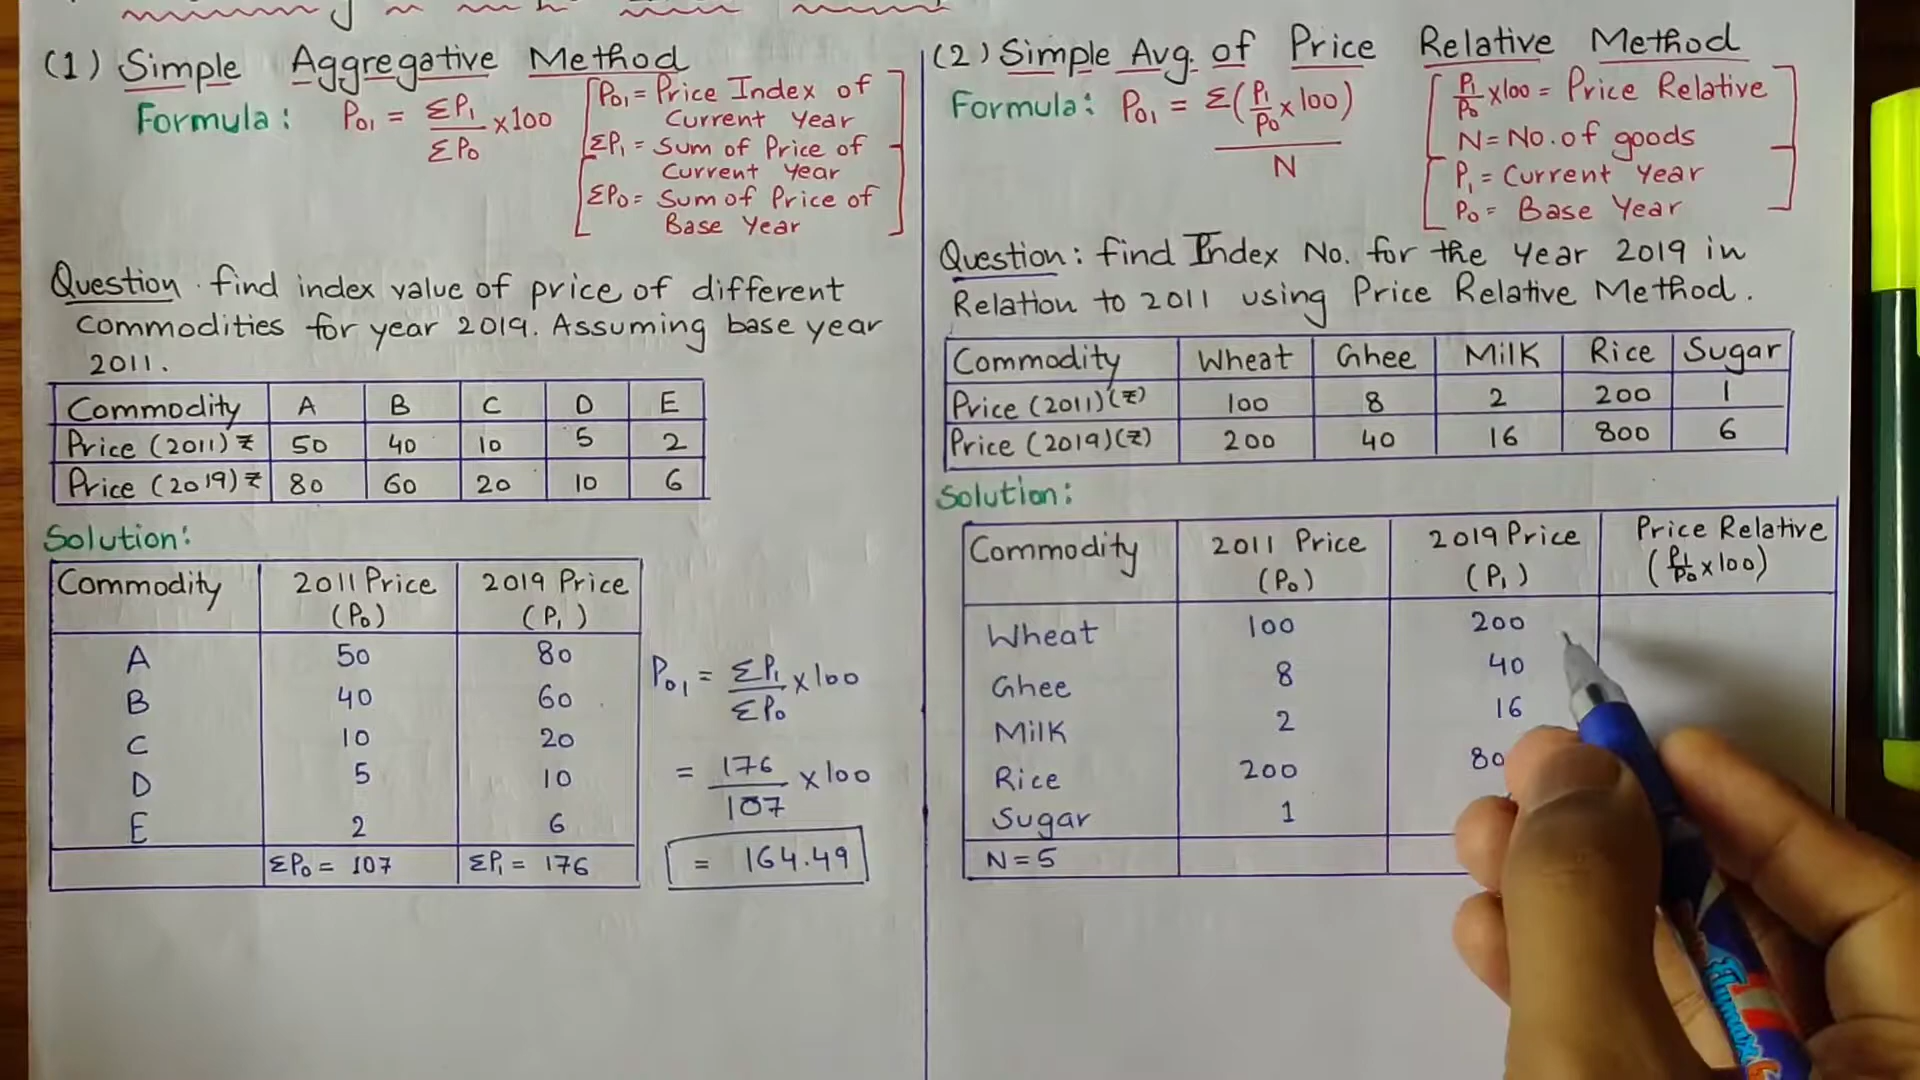 (1) Simple Aggregative Method
Formula: P01 = ΣP1/ΣP0 ×100
[P01 = Price Index of
Current Year
ΣP1 = Sum of Price of
Current Year
ΣP0 = Sum of Price of
Base Year]
Question. find index value of price of different
commodities for year 2019. Assuming base year
2011.
Commodity A B C D E
Price (2011) ₹ 50 40 10 5 2
Price (2019) ₹ 80 60 20 10 6
Solution:
Commodity 2011 Price (P0) 2019 Price (P1)
A 50 80
B 40 60
C 10 20
D 5 10
E 2 6
ΣP0 = 107 ΣP1 = 176
P01 = ΣP1/ΣP0 ×100
= 176/107 ×100
= 164.49
(2) Simple Avg. of Price Relative Method
Formula: P01 = Σ(P1/P0 ×100)/N
[P1/P0 ×100 = Price Relative
N = No. of goods
P1 = Current Year
P0 = Base Year]
Question: find Index No. for the year 2019 in
Relation to 2011 using Price Relative Method.
Commodity Wheat Ghee Milk Rice Sugar
Price (2011)(₹) 100 8 2 200 1
Price (2019)(₹) 200 40 16 800 6
Solution:
Commodity 2011 Price (P0) 2019 Price (P1) Price Relative (P1/P0 ×100)
Wheat 100 200
Ghee 8 40
Milk 2 16
Rice 200 80
Sugar 1
N = 5